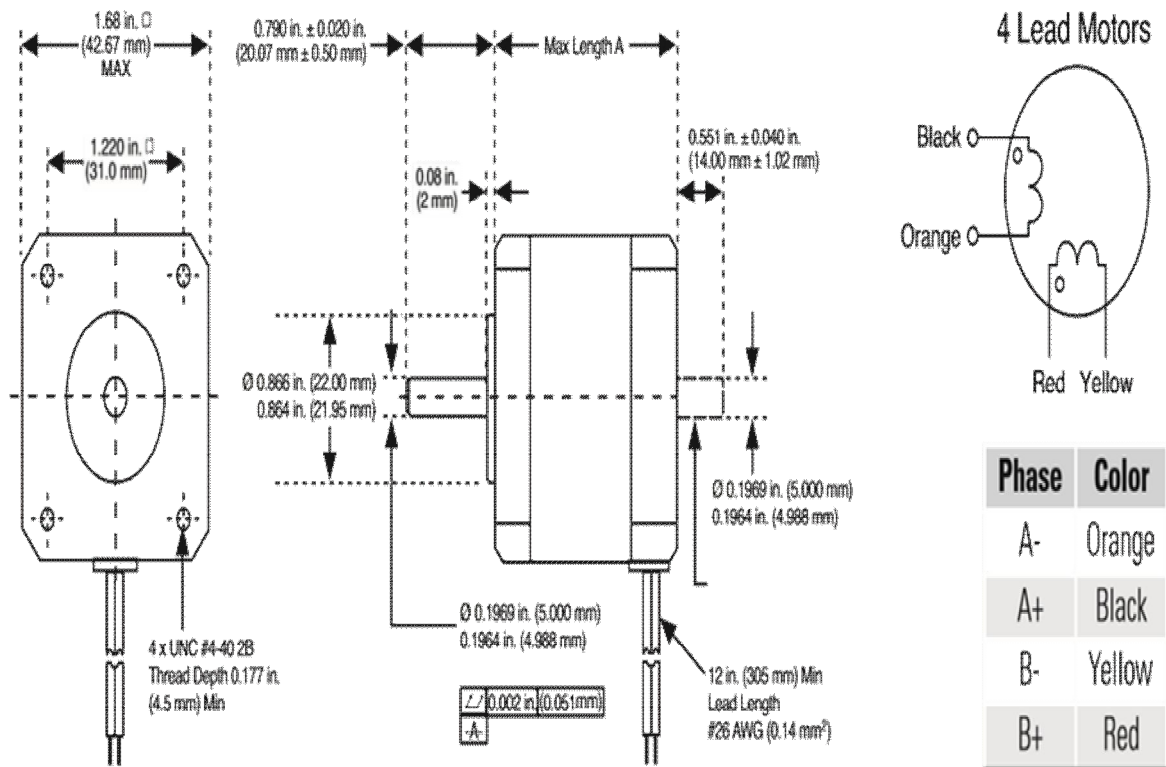 1.68 in. □
(42.67 mm)
MAX
0.790 in. ± 0.020 in.
(20.07 mm ± 0.50 mm)
Max Length A
4 Lead Motors
1.220 in. □
(31.0 mm)
0.08 in.
(2 mm)
0.551 in. ± 0.040 in.
(14.00 mm ± 1.02 mm)
Black
Orange
Red Yellow
Ø 0.866 in. (22.00 mm)
0.864 in. (21.95 mm)
Ø 0.1969 in. (5.000 mm)
0.1964 in. (4.988 mm)
Ø 0.1969 in. (5.000 mm)
0.1964 in. (4.988 mm)
4 x UNC #4-40 2B
Thread Depth 0.177 in.
(4.5 mm) Min
0.002 in. (0.051mm)
-A-
12 in. (305 mm) Min
Lead Length
#26 AWG (0.14 mm²)
Phase Color
A- Orange
A+ Black
B- Yellow
B+ Red